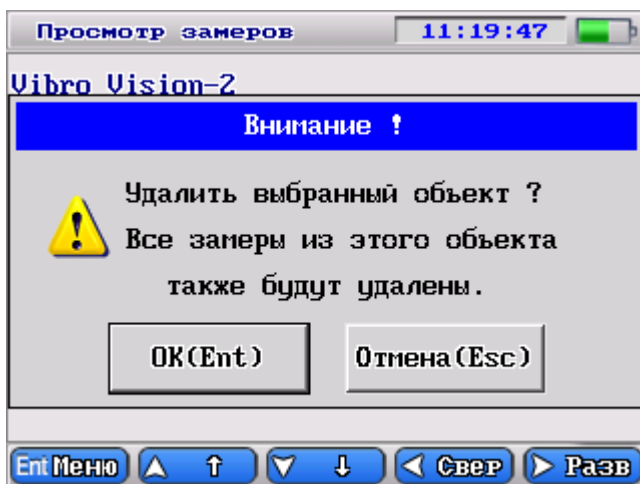 Просмотр замеров 11:19:47
Vibro Vision-2
Внимание !
Удалить выбранный объект ?
Все замеры из этого объекта
также будут удалены.
OK(Ent) Отмена(Esc)
Ent Меню ↑ ↓ Свер Разв